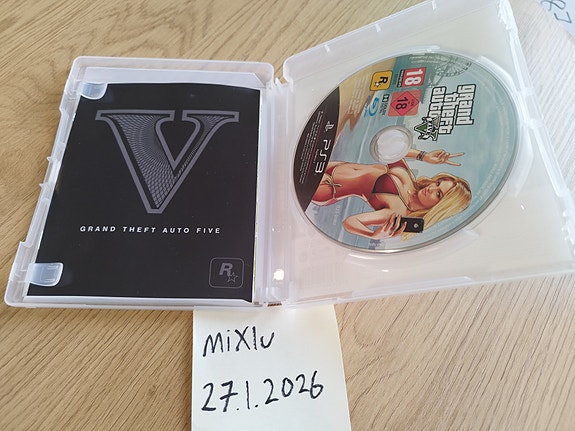 V
GRAND THEFT AUTO FIVE
R
grand
theft
auto
V
PS3
18
18
R
mixlu
27.1.2026